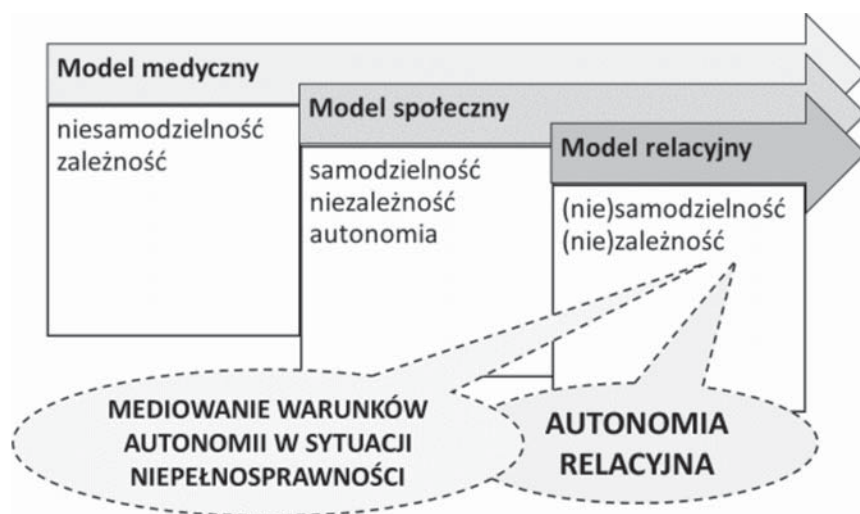 Model medyczny
niesamodzielność
zależność
Model społeczny
samodzielność
niezależność
autonomia
Model relacyjny
(nie)samodzielność
(nie)zależność
MEDIOWANIE WARUNKÓW
AUTONOMII W SYTUACJI
NIEPEŁNOSPRAWNOŚCI
AUTONOMIA
RELACYJNA